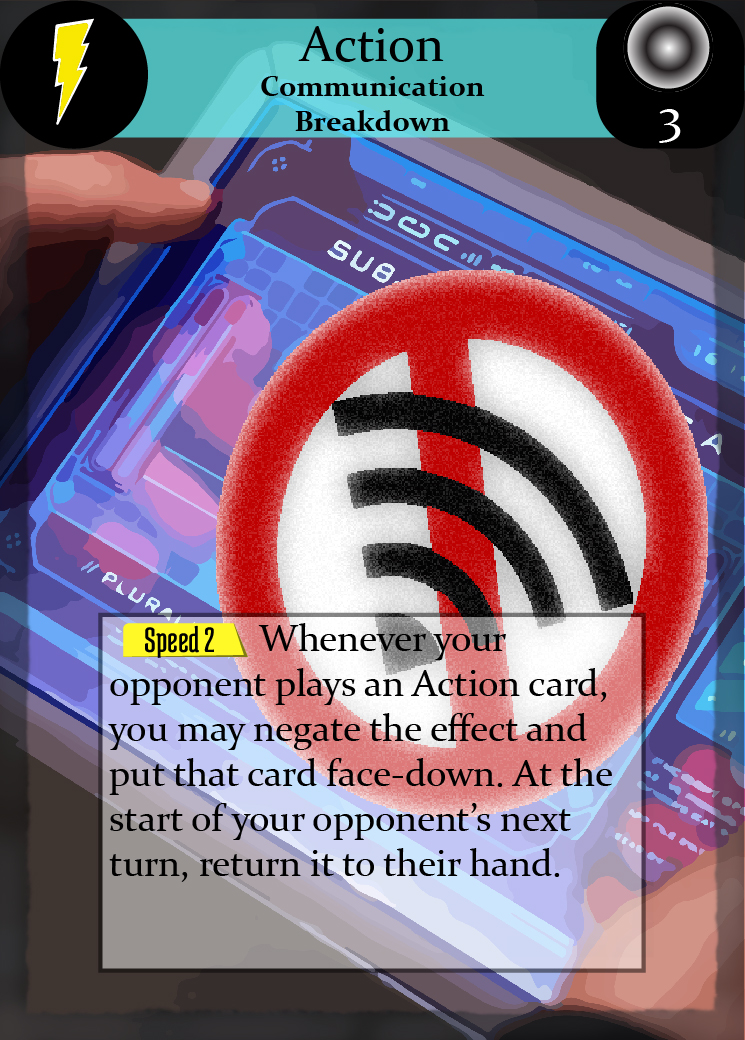 Action
Communication
Breakdown
3
SUB
A
// PLURA
Speed 2 Whenever your
opponent plays an Action card,
you may negate the effect and
put that card face-down. At the
start of your opponent's next
turn, return it to their hand.